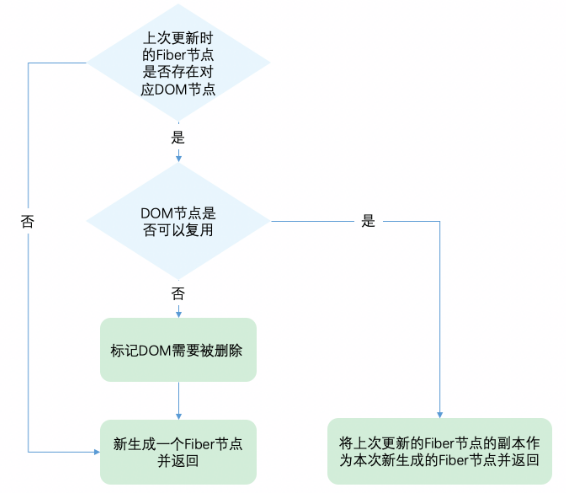 上次更新时
的Fiber节点
是否存在对
应DOM节点
是
DOM节点是
否可以复用
否
是
否
标记DOM需要被删除
新生成一个Fiber节点
并返回
将上次更新的Fiber节点的副本作
为本次新生成的Fiber节点并返回